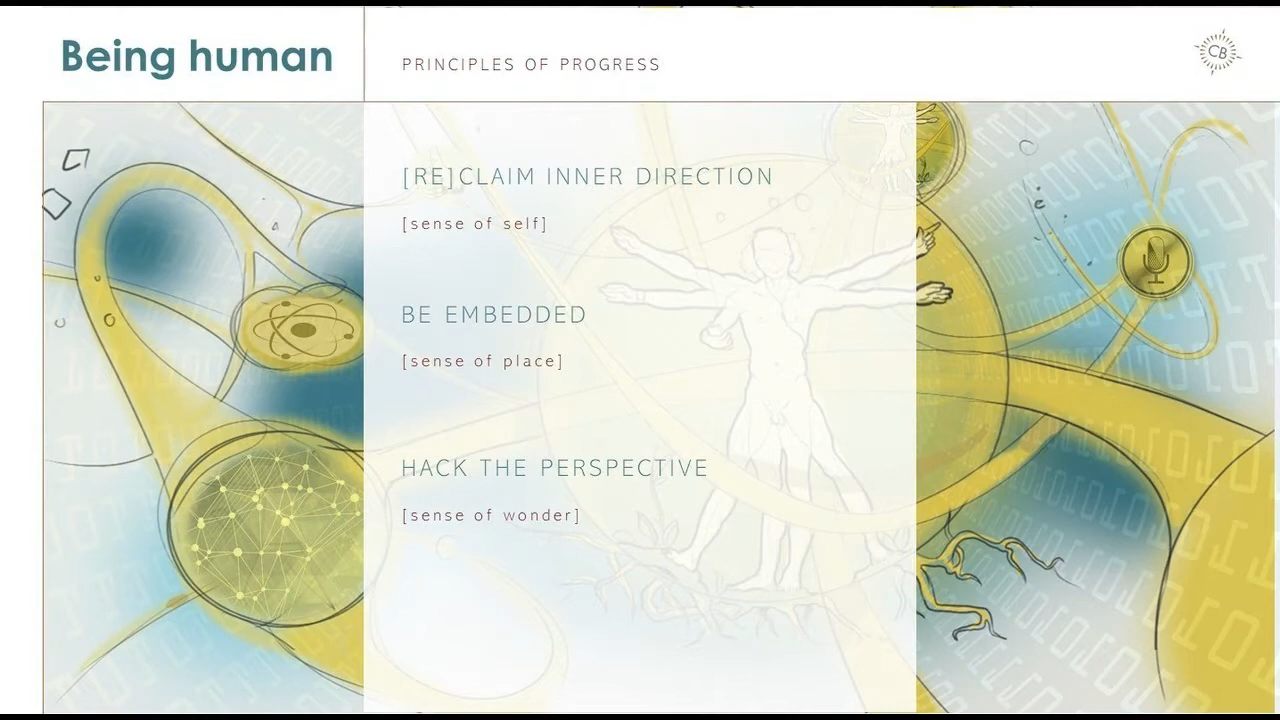 Being human
PRINCIPLES OF PROGRESS
CB
[RE]CLAIM INNER DIRECTION
[sense of self]
BE EMBEDDED
[sense of place]
HACK THE PERSPECTIVE
[sense of wonder]